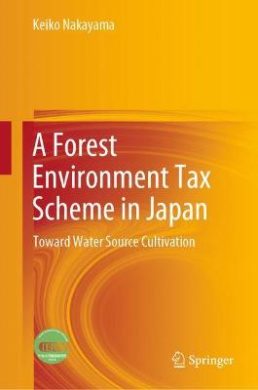 Keiko Nakayama
A Forest
Environment Tax
Scheme in Japan
Toward Water Source Cultivation
Springer